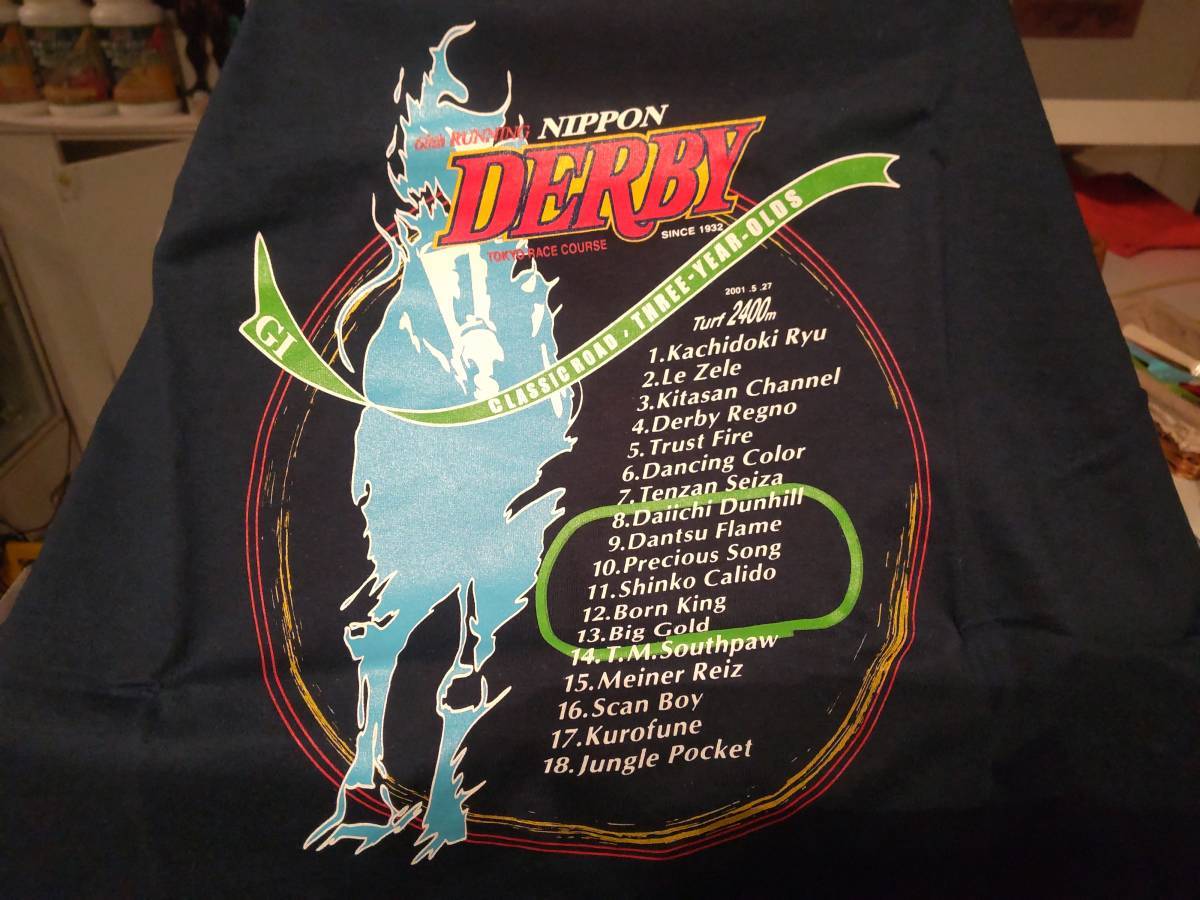 68th RUNNING NIPPON
DERBY
SINCE 1932
TOKYO RACE COURSE
GI
CLASSIC ROAD, THREE-YEAR-OLDS
2001.5.27
Turf 2400m
1.Kachidoki Ryu
2.Le Zele
3.Kitasan Channel
4.Derby Regno
5.Trust Fire
6.Dancing Color
7.Tenzan Seiza
8.Daiichi Dunhill
9.Dantsu Flame
10.Precious Song
11.Shinko Calido
12.Born King
13.Big Gold
14.T.M.Southpaw
15.Meiner Reiz
16.Scan Boy
17.Kurofune
18.Jungle Pocket